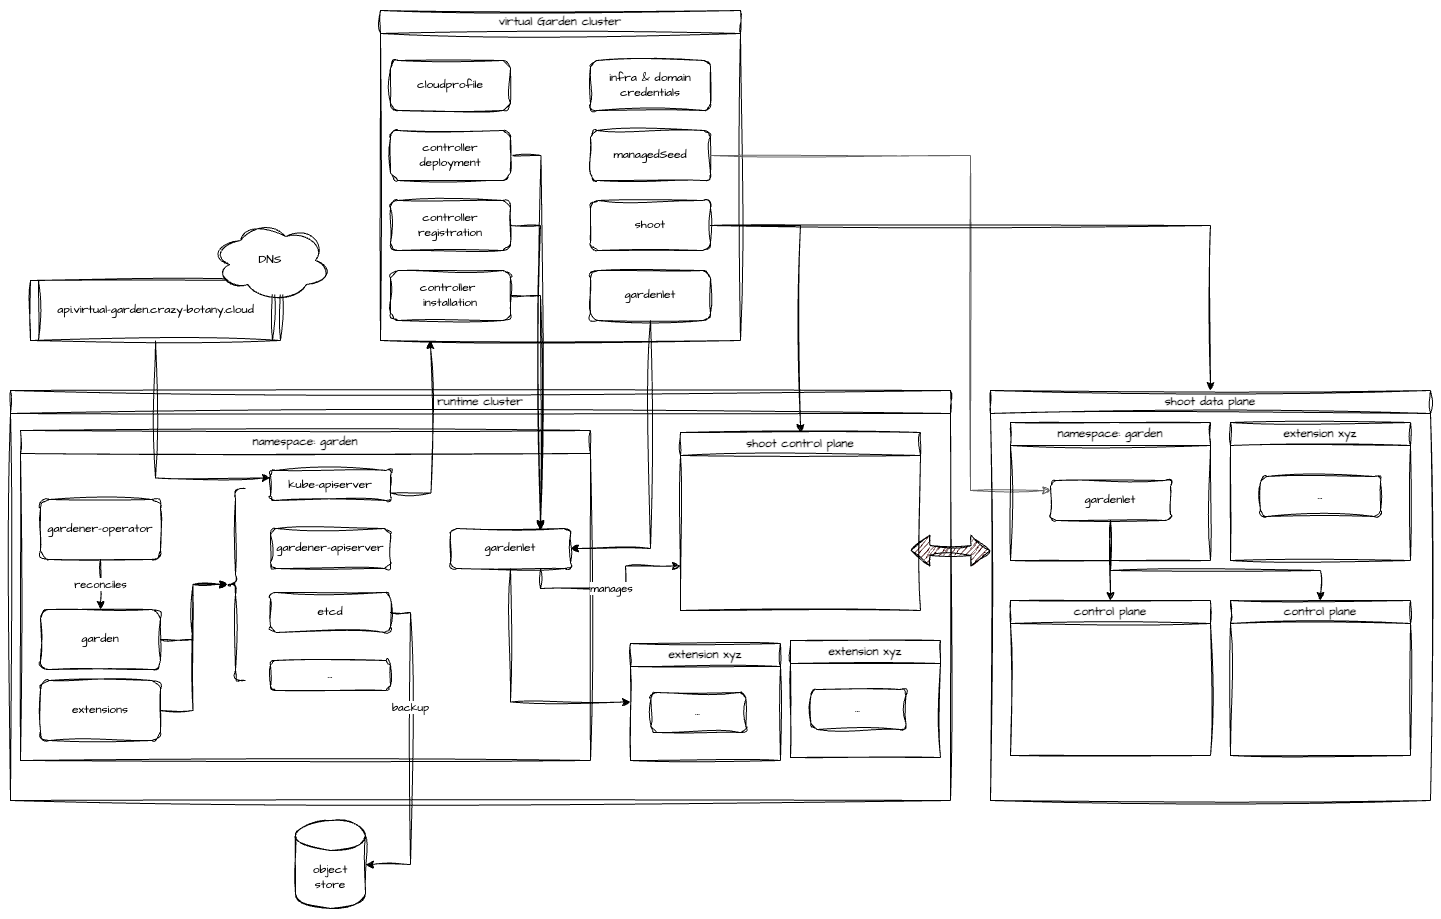 virtual Garden cluster
cloudprofile
infra & domain
credentials
controller
deployment
managedSeed
controller
registration
shoot
controller
installation
gardenlet
DNS
api.virtual-garden.crazy-botany.cloud
runtime cluster
namespace: garden
kube-apiserver
gardener-operator
gardener-apiserver
gardenlet
reconciles
garden
etcd
extensions
..
backup
manages
shoot control plane
extension xyz
...
extension xyz
...
shoot data plane
namespace: garden
gardenlet
extension xyz
...
control plane
control plane
object
store